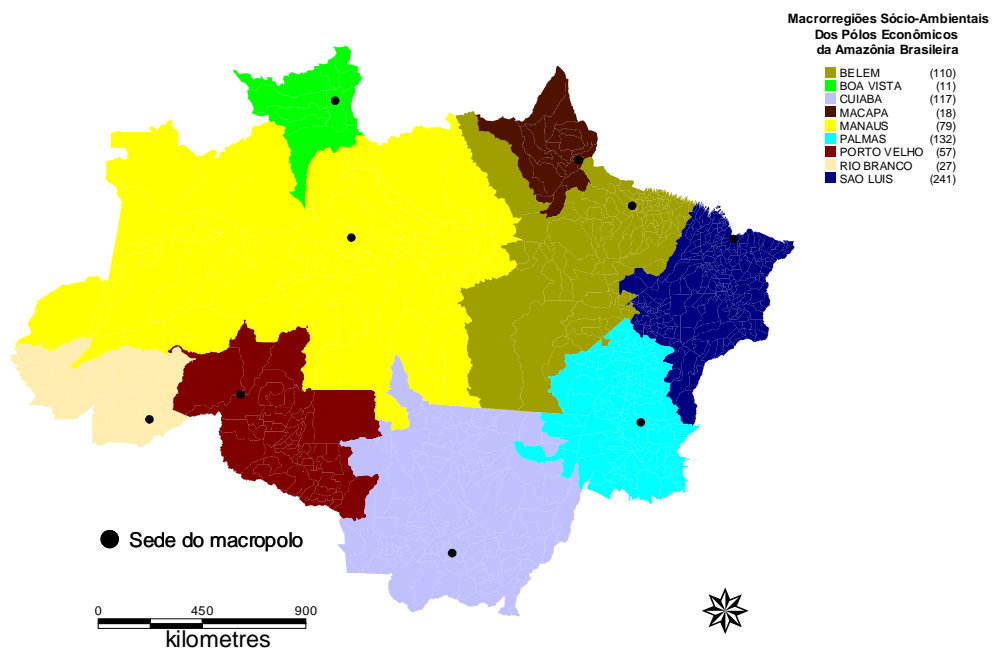 Macrorregiões Sócio-Ambientais
Dos Pólos Econômicos
da Amazônia Brasileira
BELEM (110)
BOA VISTA (11)
CUIABA (117)
MACAPA (18)
MANAUS (79)
PALMAS (132)
PORTO VELHO (57)
RIO BRANCO (27)
SAO LUIS (241)
Sede do macropolo
0 450 900
kilometres